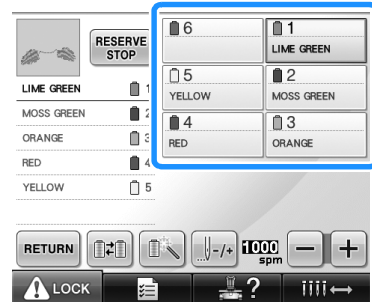 RESERVE
STOP
LIME GREEN 1
MOSS GREEN 2
ORANGE 3
RED 4
YELLOW 5
6
1
LIME GREEN
5
YELLOW
2
MOSS GREEN
4
RED
3
ORANGE
RETURN
-/+
1000
spm
- +
LOCK
?